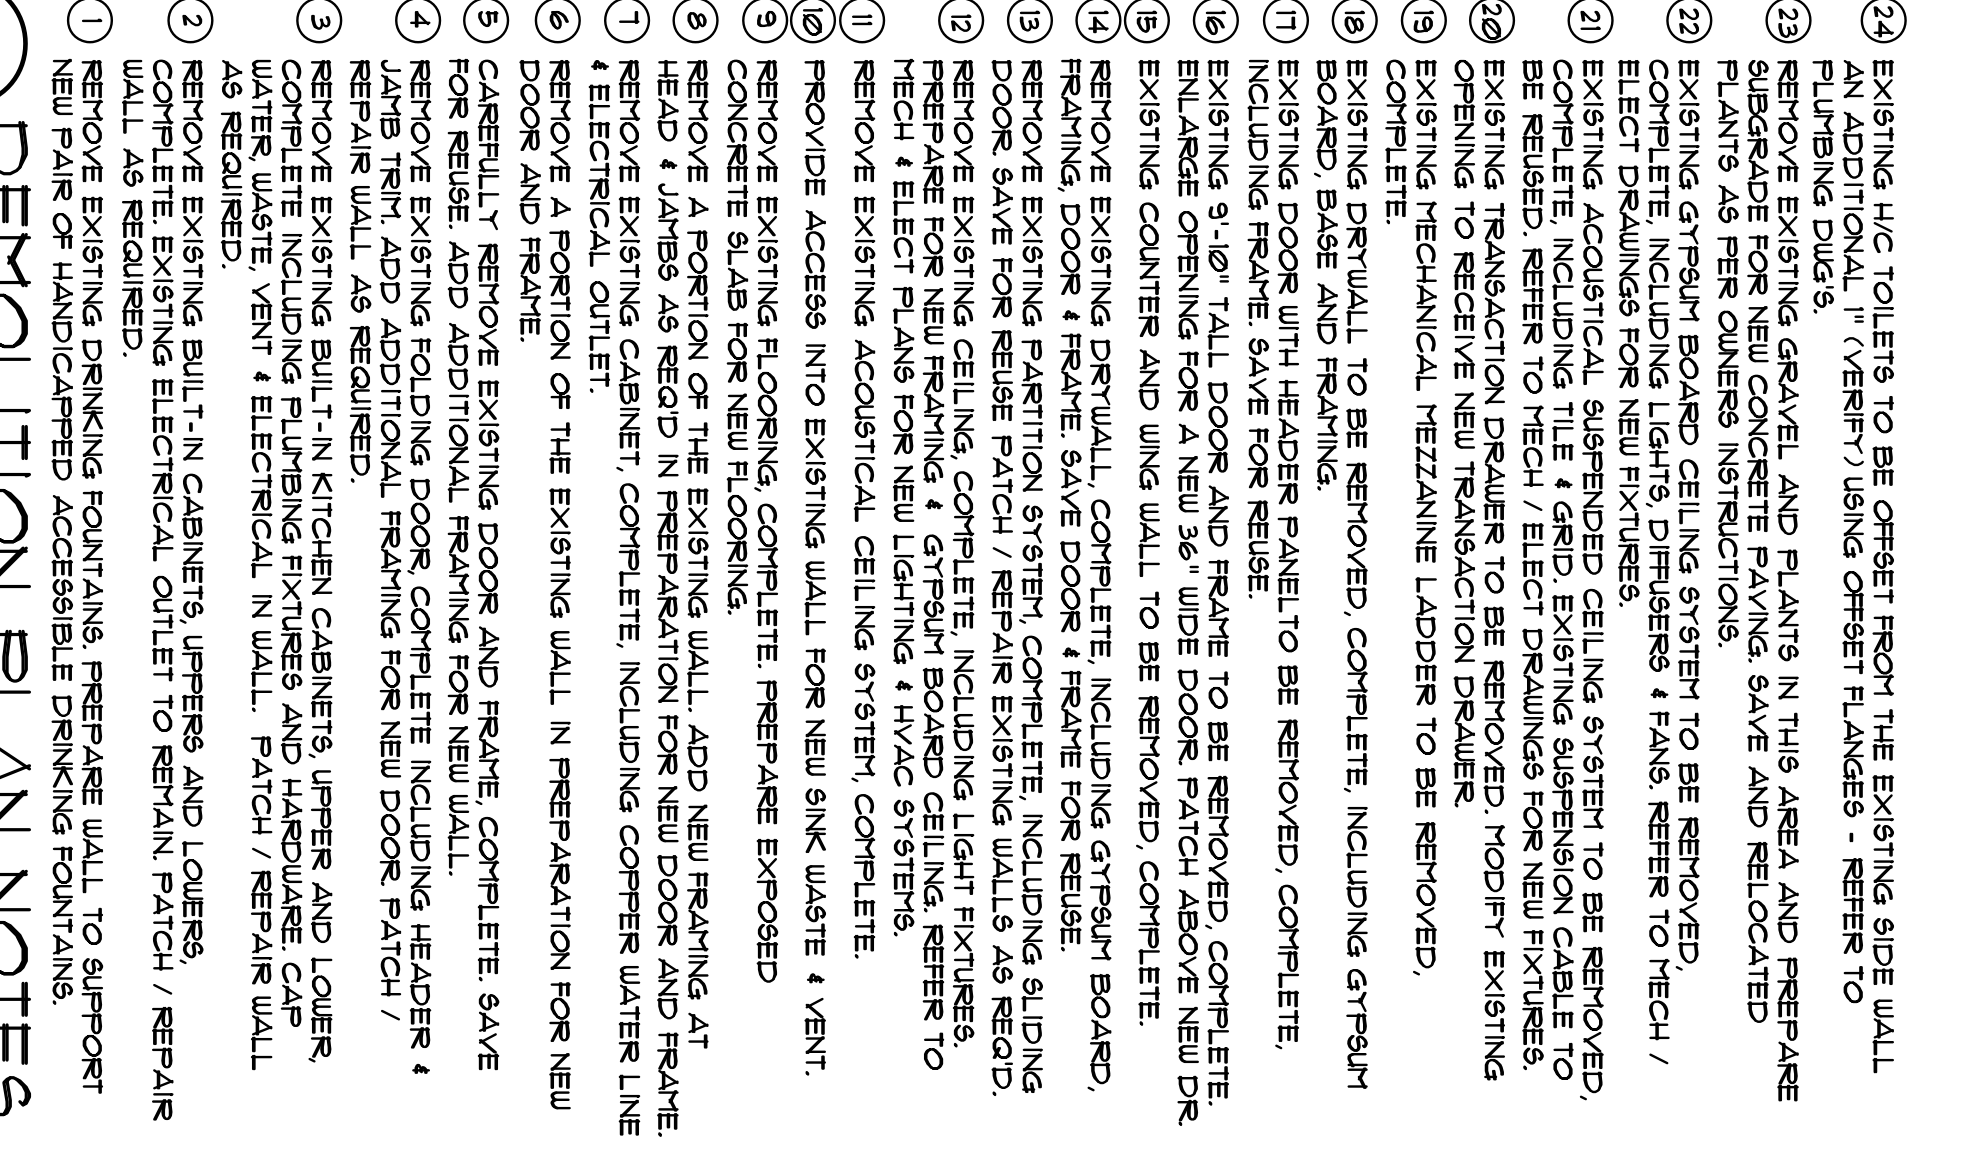 24 EXISTING H/C TOILETS TO BE OFFSET FROM THE EXISTING SIDE WALL
AN ADDITIONAL 1" (VERIFY) USING OFFSET FLANGES - REFER TO
PLUMBING DWG'S.
23 REMOVE EXISTING GRAVEL AND PLANTS IN THIS AREA AND PREPARE
SUBGRADE FOR NEW CONCRETE PAVING. SAVE AND RELOCATED
PLANTS AS PER OWNERS INSTRUCTIONS.
22 EXISTING GYPSUM BOARD CEILING SYSTEM TO BE REMOVED,
COMPLETE, INCLUDING LIGHTS, DIFFUSERS & FANS. REFER TO MECH /
ELECT DRAWINGS FOR NEW FIXTURES.
21 EXISTING ACOUSTICAL SUSPENDED CEILING SYSTEM TO BE REMOVED,
COMPLETE, INCLUDING TILE & GRID. EXISTING SUSPENSION CABLE TO
BE REUSED. REFER TO MECH / ELECT DRAWINGS FOR NEW FIXTURES.
20 EXISTING TRANSACTION DRAWER TO BE REMOVED. MODIFY EXISTING
OPENING TO RECEIVE NEW TRANSACTION DRAWER.
19 EXISTING MECHANICAL MEZZANINE LADDER TO BE REMOVED,
COMPLETE.
18 EXISTING DRYWALL TO BE REMOVED, COMPLETE, INCLUDING GYPSUM
BOARD, BASE AND FRAMING.
17 EXISTING DOOR WITH HEADER PANEL TO BE REMOVED, COMPLETE,
INCLUDING FRAME. SAVE FOR REUSE.
16 EXISTING 9'-10" TALL DOOR AND FRAME TO BE REMOVED, COMPLETE.
ENLARGE OPENING FOR A NEW 36" WIDE DOOR. PATCH ABOVE NEW DR.
15 EXISTING COUNTER AND WING WALL TO BE REMOVED, COMPLETE.
14 REMOVE EXISTING DRYWALL, COMPLETE, INCLUDING GYPSUM BOARD,
FRAMING, DOOR & FRAME. SAVE DOOR & FRAME FOR REUSE.
13 REMOVE EXISTING PARTITION SYSTEM, COMPLETE, INCLUDING SLIDING
DOOR. SAVE FOR REUSE PATCH / REPAIR EXISTING WALLS AS REQ'D.
12 REMOVE EXISTING CEILING, COMPLETE, INCLUDING LIGHT FIXTURES.
PREPARE FOR NEW FRAMING & GYPSUM BOARD CEILING. REFER TO
MECH & ELECT PLANS FOR NEW LIGHTING & HVAC SYSTEMS.
11 REMOVE EXISTING ACOUSTICAL CEILING SYSTEM, COMPLETE.
10 PROVIDE ACCESS INTO EXISTING WALL FOR NEW SINK WASTE & VENT.
9 REMOVE EXISTING FLOORING, COMPLETE. PREPARE EXPOSED
CONCRETE SLAB FOR NEW FLOORING.
8 REMOVE A PORTION OF THE EXISTING WALL. ADD NEW FRAMING AT
HEAD & JAMBS AS REQ'D IN PREPARATION FOR NEW DOOR AND FRAME.
7 REMOVE EXISTING CABINET, COMPLETE, INCLUDING COPPER WATER LINE
& ELECTRICAL OUTLET.
6 REMOVE A PORTION OF THE EXISTING WALL IN PREPARATION FOR NEW
DOOR AND FRAME.
5 CAREFULLY REMOVE EXISTING DOOR AND FRAME, COMPLETE. SAVE
FOR REUSE. ADD ADDITIONAL FRAMING FOR NEW WALL.
4 REMOVE EXISTING FOLDING DOOR, COMPLETE INCLUDING HEADER &
JAMB TRIM. ADD ADDITIONAL FRAMING FOR NEW DOOR. PATCH /
REPAIR WALL AS REQUIRED.
3 REMOVE EXISTING BUILT-IN KITCHEN CABINETS, UPPER AND LOWER,
COMPLETE INCLUDING PLUMBING FIXTURES AND HARDWARE. CAP
WATER, WASTE, VENT & ELECTRICAL IN WALL. PATCH / REPAIR WALL
AS REQUIRED.
2 REMOVE EXISTING BUILT-IN CABINETS, UPPERS AND LOWERS,
COMPLETE. EXISTING ELECTRICAL OUTLET TO REMAIN. PATCH / REPAIR
WALL AS REQUIRED.
1 REMOVE EXISTING DRINKING FOUNTAINS. PREPARE WALL TO SUPPORT
NEW PAIR OF HANDICAPPED ACCESSIBLE DRINKING FOUNTAINS.
DEMOLITION PLAN NOTES